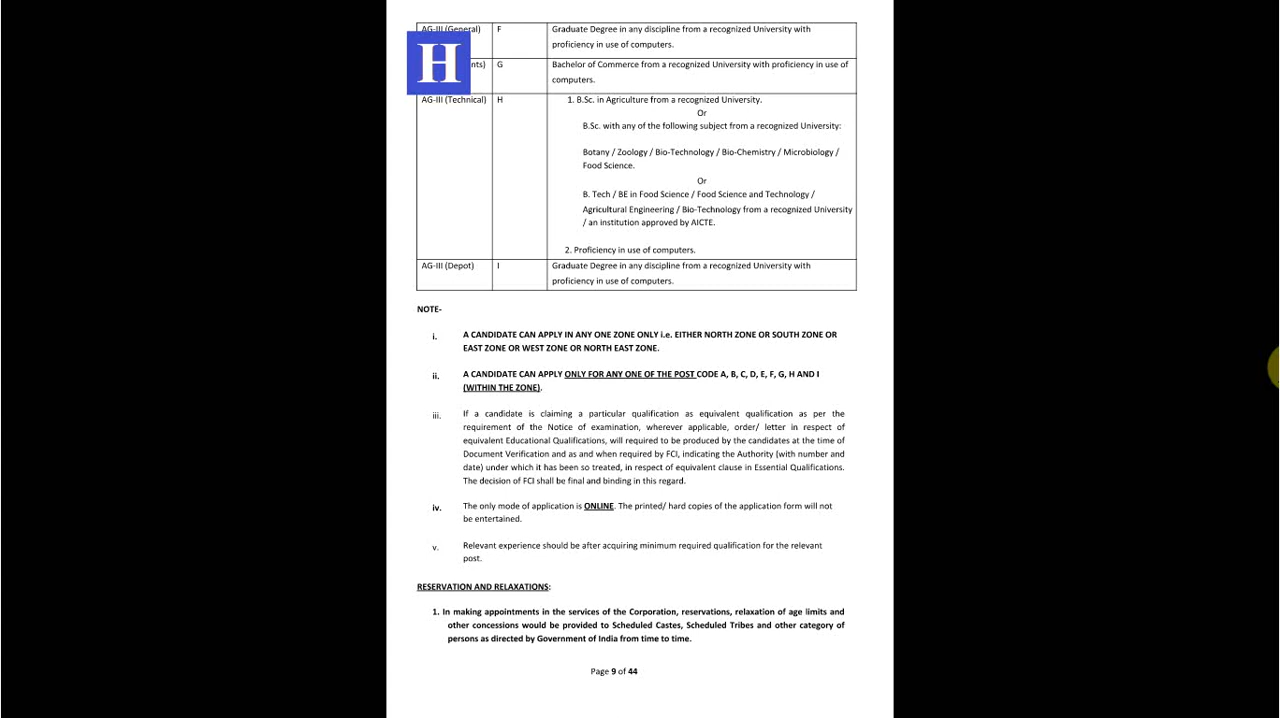 AG-III (General) F Graduate Degree in any discipline from a recognized University with
proficiency in use of computers.
H
nts) G Bachelor of Commerce from a recognized University with proficiency in use of
computers.
AG-III (Technical) H 1. B.Sc. in Agriculture from a recognized University.
Or
B.Sc. with any of the following subject from a recognized University:
Botany / Zoology / Bio-Technology / Bio-Chemistry / Microbiology /
Food Science.
Or
B. Tech / BE in Food Science / Food Science and Technology /
Agricultural Engineering / Bio-Technology from a recognized University
/ an institution approved by AICTE.
2. Proficiency in use of computers.
AG-III (Depot) I Graduate Degree in any discipline from a recognized University with
proficiency in use of computers.
NOTE-
i. A CANDIDATE CAN APPLY IN ANY ONE ZONE ONLY i.e. EITHER NORTH ZONE OR SOUTH ZONE OR
EAST ZONE OR WEST ZONE OR NORTH EAST ZONE.
ii. A CANDIDATE CAN APPLY ONLY FOR ANY ONE OF THE POST CODE A, B, C, D, E, F, G, H AND I
(WITHIN THE ZONE).
iii. If a candidate is claiming a particular qualification as equivalent qualification as per the
requirement of the Notice of examination, wherever applicable, order/ letter in respect of
equivalent Educational Qualifications, will required to be produced by the candidates at the time of
Document Verification and as and when required by FCI, indicating the Authority (with number and
date) under which it has been so treated, in respect of equivalent clause in Essential Qualifications.
The decision of FCI shall be final and binding in this regard.
iv. The only mode of application is ONLINE. The printed/ hard copies of the application form will not
be entertained.
v. Relevant experience should be after acquiring minimum required qualification for the relevant
post.
RESERVATION AND RELAXATIONS:
1. In making appointments in the services of the Corporation, reservations, relaxation of age limits and
other concessions would be provided to Scheduled Castes, Scheduled Tribes and other category of
persons as directed by Government of India from time to time.
Page 9 of 44